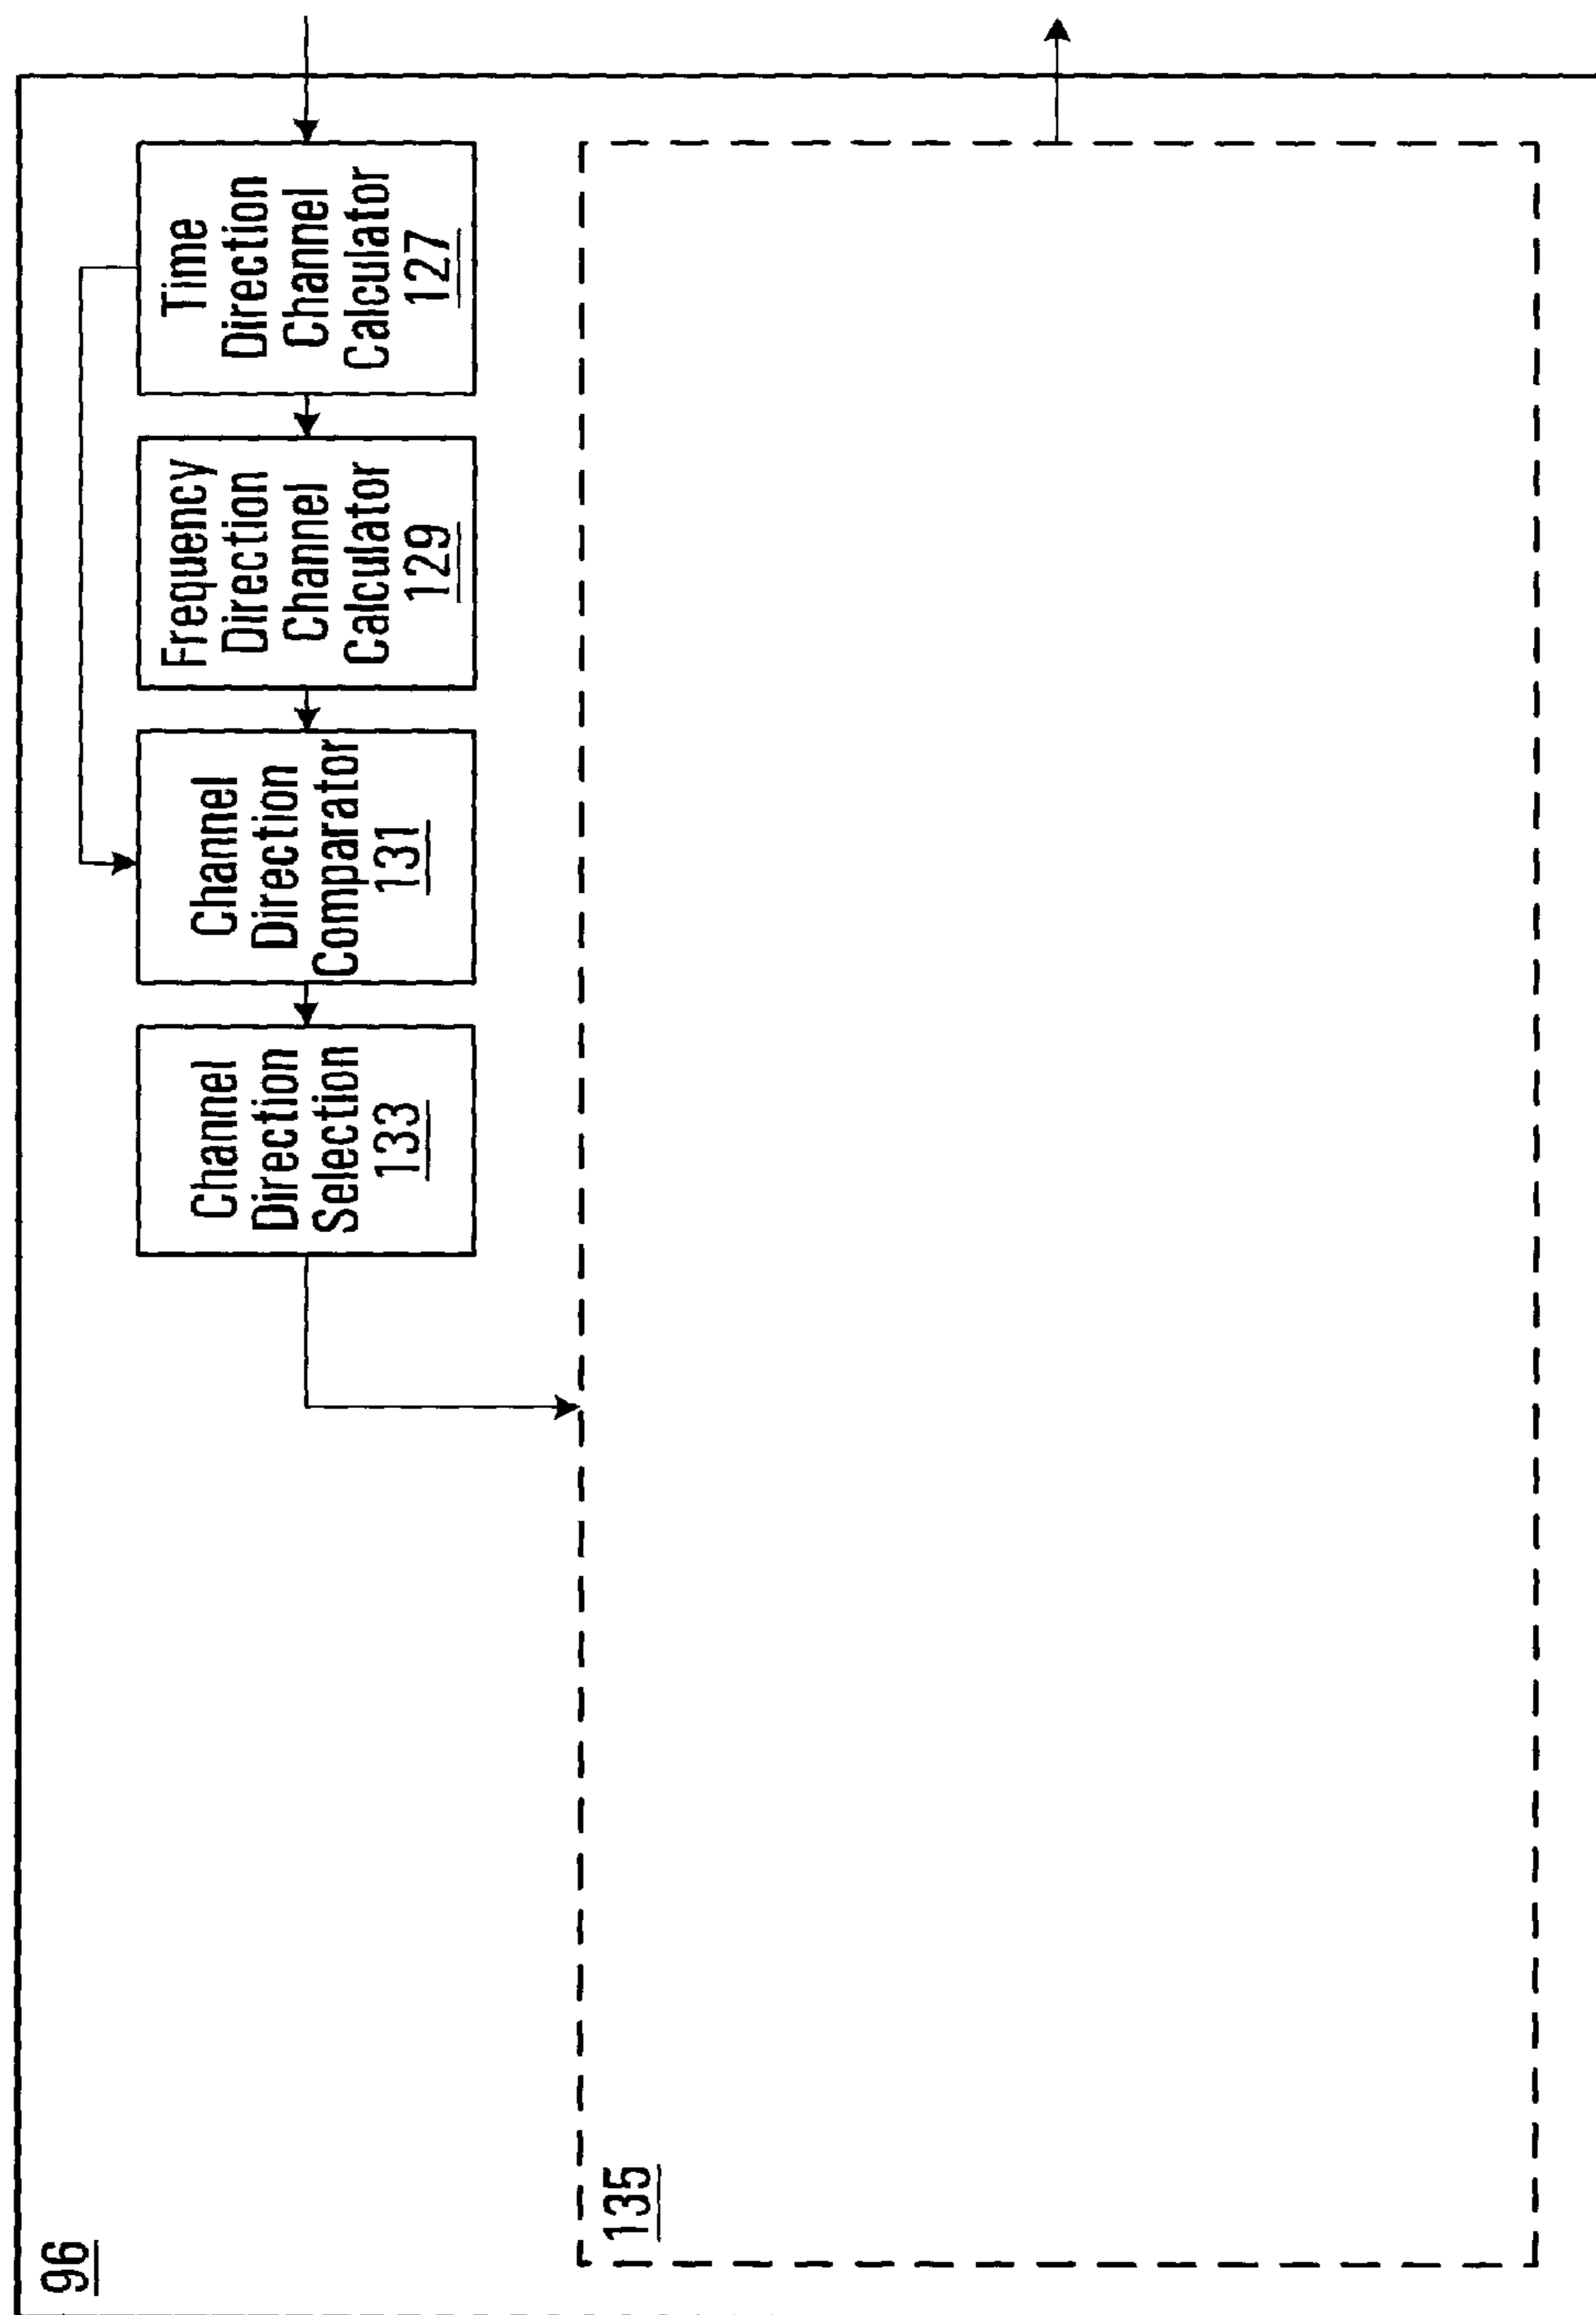 96
Channel
Direction
Selection
133
Channel
Direction
Comparator
131
Frequency
Direction
Channel
Calculator
129
Time
Direction
Channel
Calculator
127
135